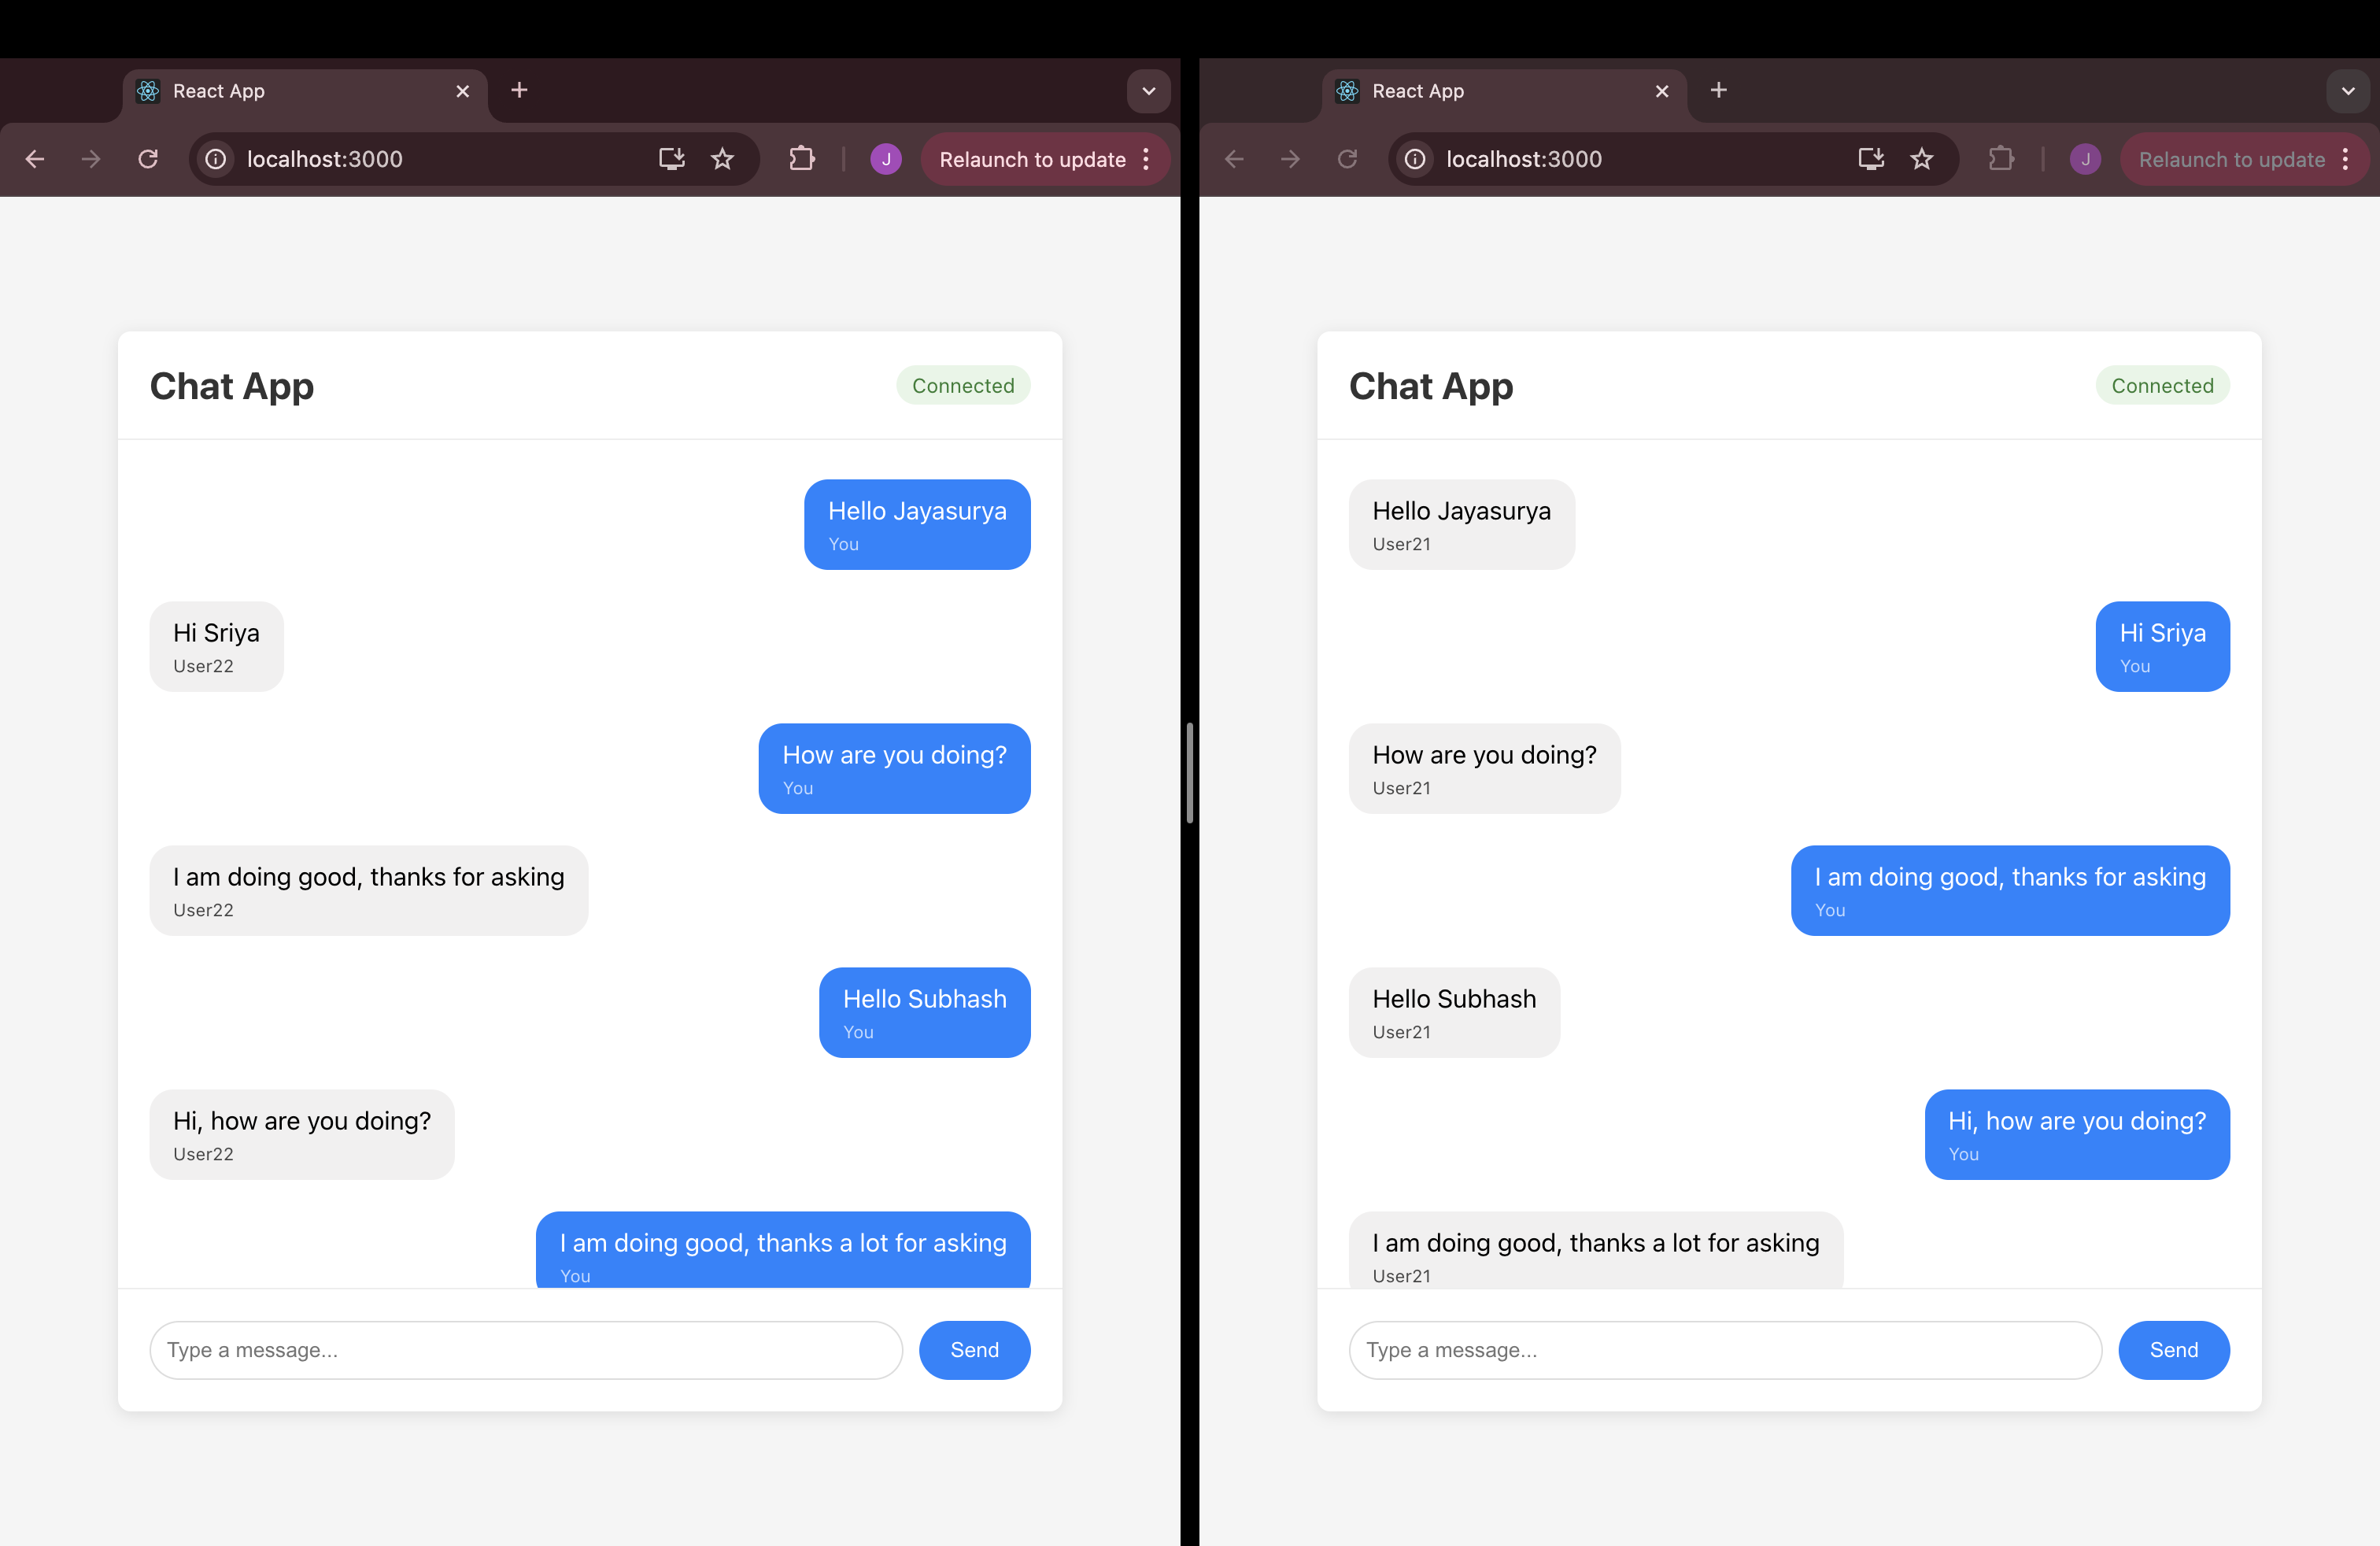 React App
localhost:3000
J
Relaunch to update
Chat App
Connected
Hello Jayasurya
You
Hi Sriya
User22
How are you doing?
You
I am doing good, thanks for asking
User22
Hello Subhash
You
Hi, how are you doing?
User22
I am doing good, thanks a lot for asking
You
Type a message...
Send
React App
localhost:3000
J
Relaunch to update
Chat App
Connected
Hello Jayasurya
User21
Hi Sriya
You
How are you doing?
User21
I am doing good, thanks for asking
You
Hello Subhash
User21
Hi, how are you doing?
You
I am doing good, thanks a lot for asking
User21
Type a message...
Send